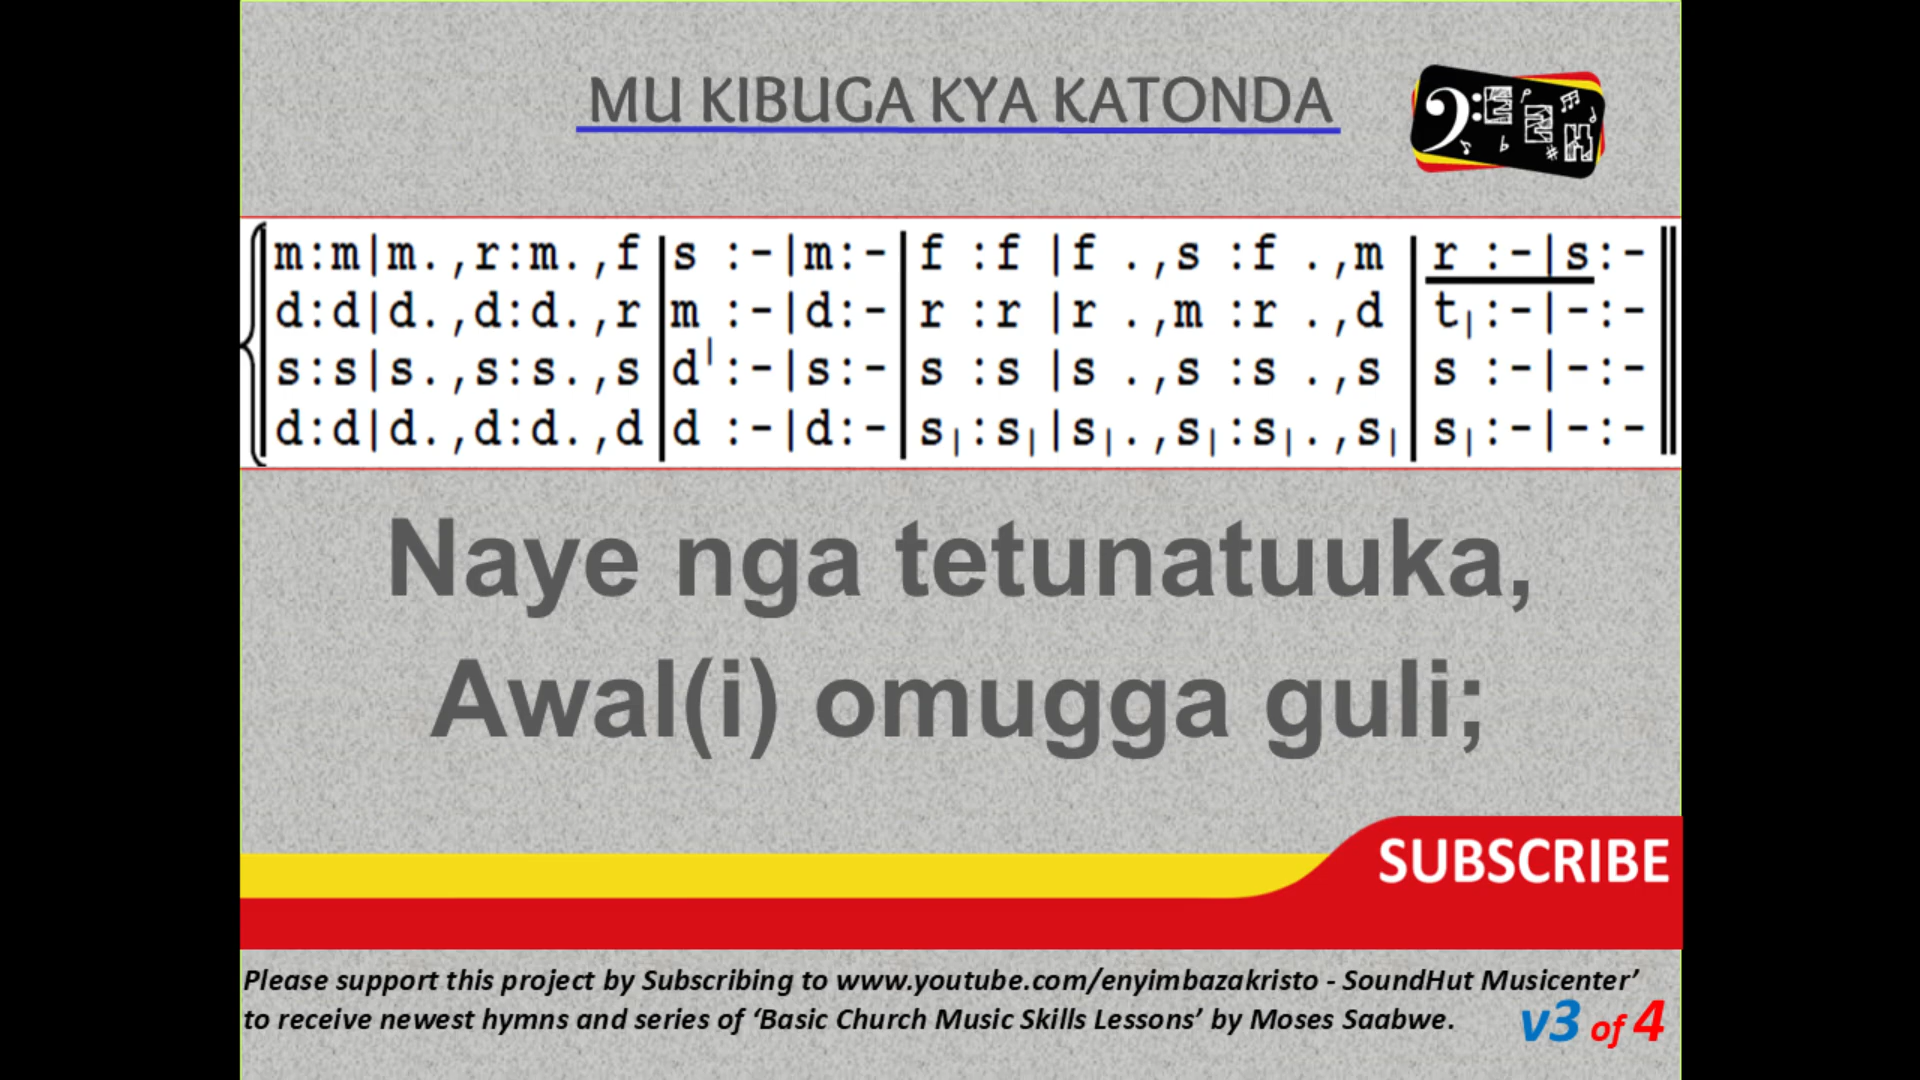 MU KIBUGA KYA KATONDA
EZH
m:m|m.,r:m.,f|s :-|m:-|f :f |f .,s :f .,m|r :-|s:-||
d:d|d.,d:d.,r|m :-|d:-|r :r |r .,m :r .,d|t₁:-|-:-||
s:s|s.,s:s.,s|dˈ:-|s:-|s :s |s .,s :s .,s|s :-|-:-||
d:d|d.,d:d.,d|d :-|d:-|s₁:s₁|s₁.,s₁:s₁.,s₁|s₁:-|-:-||
Naye nga tetunatuuka,
Awal(i) omugga guli;
SUBSCRIBE
Please support this project by Subscribing to www.youtube.com/enyimbazakristo - SoundHut Musicenter’
to receive newest hymns and series of ‘Basic Church Music Skills Lessons’ by Moses Saabwe.
v3 of 4